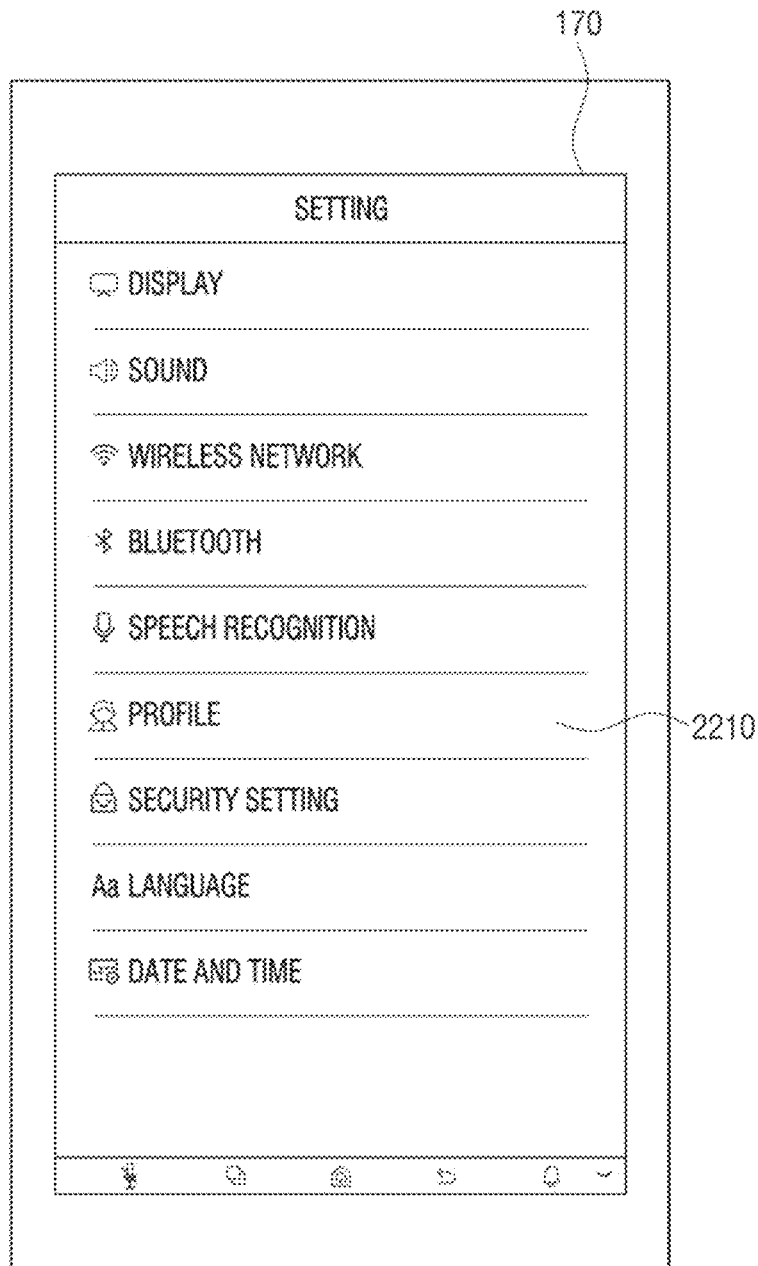 170
SETTING
DISPLAY
SOUND
WIRELESS NETWORK
BLUETOOTH
SPEECH RECOGNITION
PROFILE
2210
SECURITY SETTING
Aa LANGUAGE
DATE AND TIME